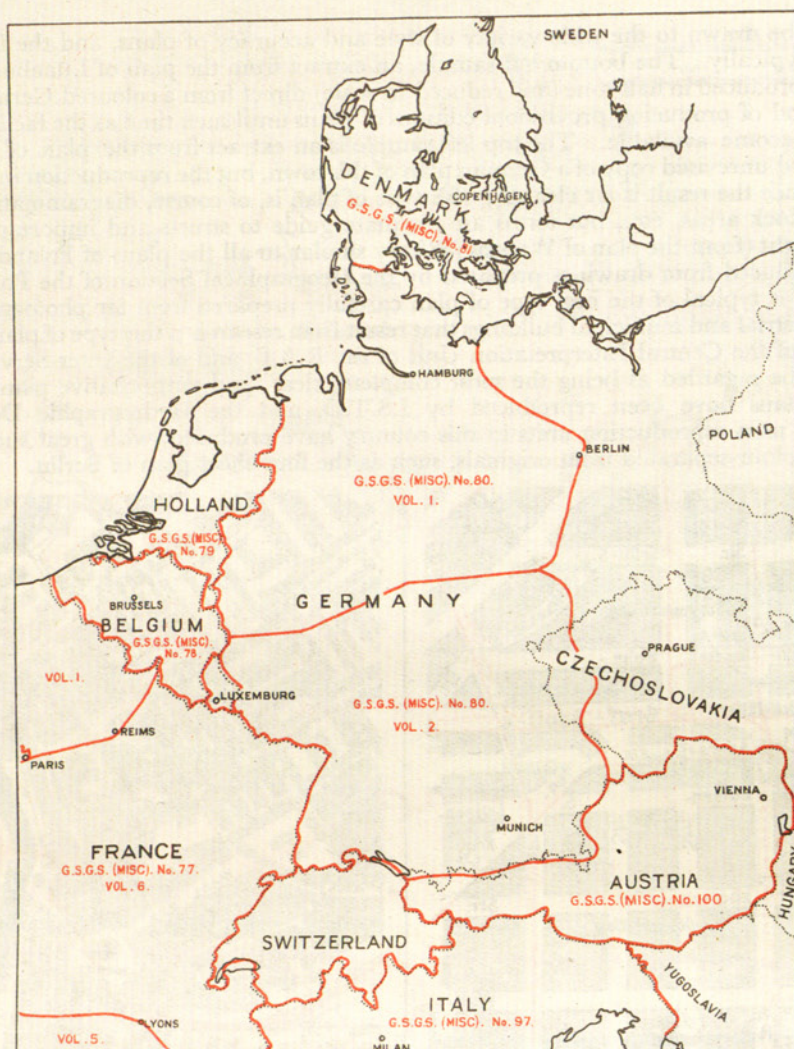 SWEDEN
DENMARK
COPENHAGEN
G.S.G.S. (MISC). No. 81
HAMBURG
POLAND
BERLIN
G.S.G.S. (MISC). No.80.
VOL. 1.
HOLLAND
G.S.G.S.(MISC)
No.79
GERMANY
BRUSSELS
BELGIUM
G.S.G.S. (MISC).
No. 78.
PRAGUE
CZECHOSLOVAKIA
VOL. 1.
LUXEMBURG
G.S.G.S. (MISC). No. 80.
VOL. 2.
REIMS
PARIS
VIENNA
MUNICH
FRANCE
G.S.G.S. (MISC). No. 77.
VOL. 6.
AUSTRIA
G.S.G.S.(MISC).No.100
HUNGARY
SWITZERLAND
YUGOSLAVIA
ITALY
G.S.G.S. (MISC). No. 97.
LYONS
VOL. 5.
MILAN